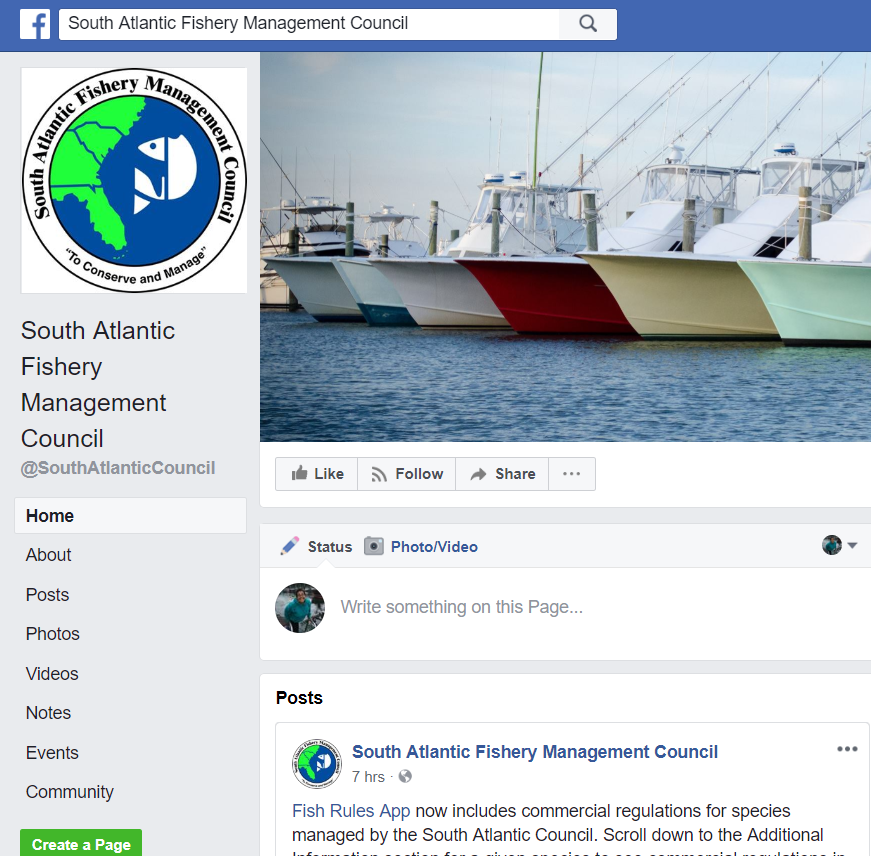 South Atlantic Fishery Management Council
South Atlantic Fishery Management Council
"To Conserve and Manage"
South Atlantic
Fishery
Management
Council
@SouthAtlanticCouncil
Home
About
Posts
Photos
Videos
Notes
Events
Community
Create a Page
Like Follow Share
Status Photo/Video
Write something on this Page...
Posts
South Atlantic Fishery Management Council
7 hrs ·
Fish Rules App now includes commercial regulations for species
managed by the South Atlantic Council. Scroll down to the Additional
Information section for a given species to see commercial regulations in